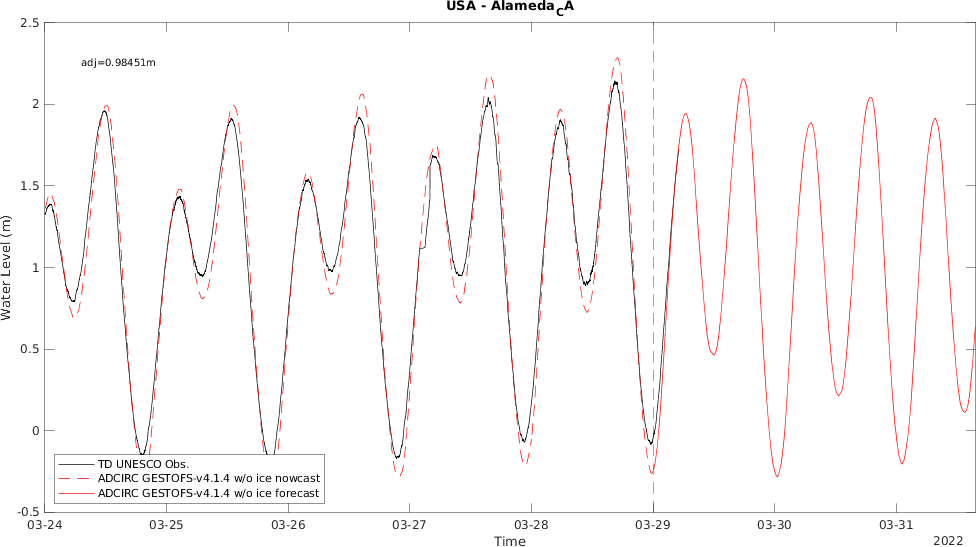 USA - Alameda_CA
adj=0.98451m
2.5
2
1.5
1
0.5
0
-0.5
Water Level (m)
TD UNESCO Obs.
ADCIRC GESTOFS-v4.1.4 w/o ice nowcast
ADCIRC GESTOFS-v4.1.4 w/o ice forecast
03-24 03-25 03-26 03-27 03-28 03-29 03-30 03-31
Time
2022